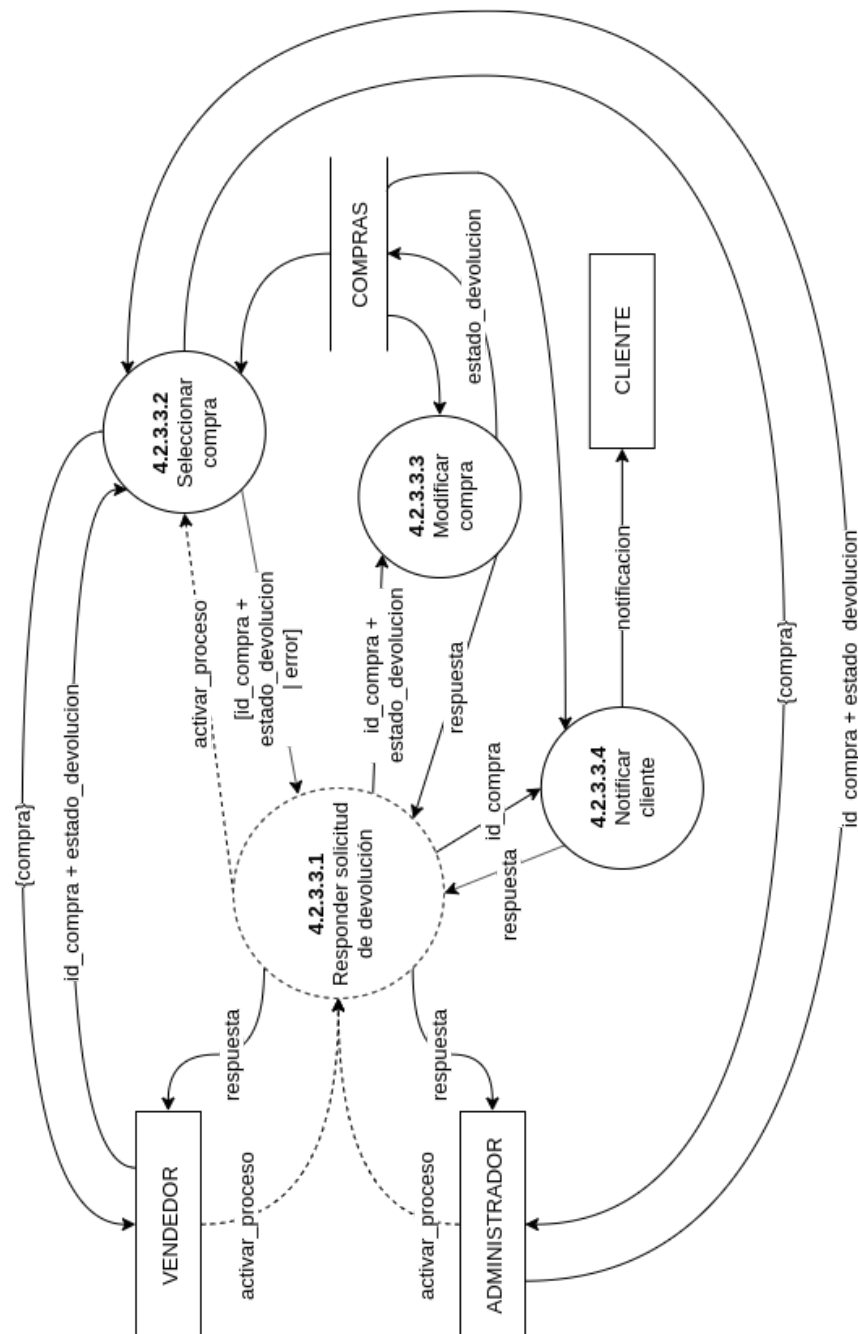 {compra}
id_compra + estado_devolucion
VENDEDOR
activar_proceso
respuesta
activar_proceso
4.2.3.3.2
Seleccionar
compra
[id_compra +
estado_devolucion
| error]
4.2.3.3.1
Responder solicitud
de devolución
COMPRAS
4.2.3.3.3
Modificar
compra
id_compra +
estado_devolucion
estado_devolucion
respuesta
ADMINISTRADOR
activar_proceso
respuesta
id_compra
respuesta
4.2.3.3.4
Notificar
cliente
notificacion
CLIENTE
{compra}
id_compra + estado_devolucion